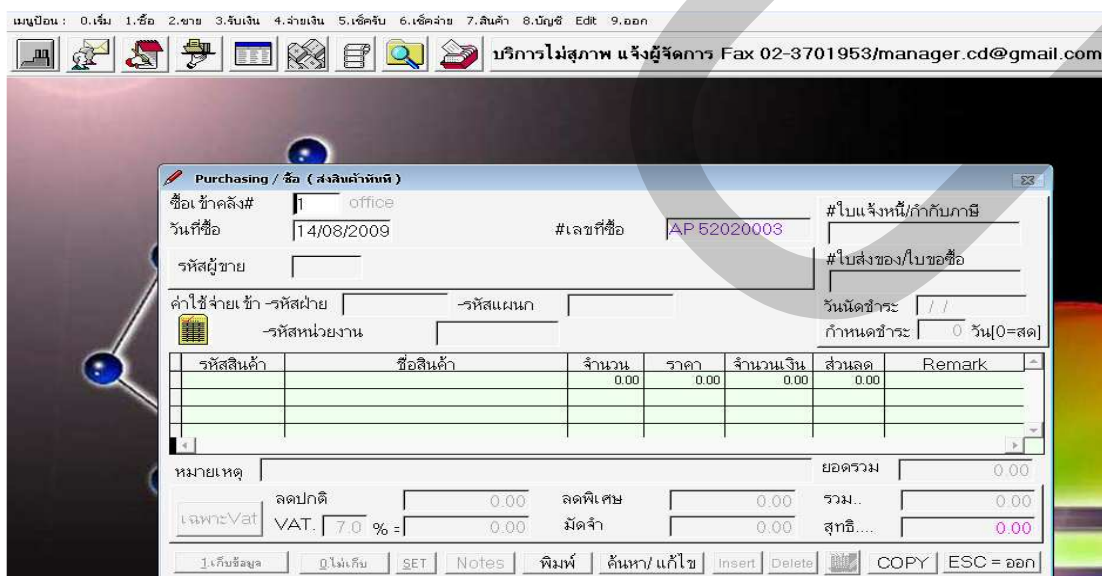 เมนูป้อน : 0.เริ่ม 1.ซื้อ 2.ขาย 3.รับเงิน 4.จ่ายเงิน 5.เช็ครับ 6.เช็คจ่าย 7.สินค้า 8.บัญชี Edit 9.ออก
บริการไม่สุภาพ แจ้งผู้จัดการ Fax 02-3701953/manager.cd@gmail.com
Purchasing / ซื้อ ( ส่งสินค้าทันที )
ซื้อเข้าคลัง# 1 office
#ใบแจ้งหนี้/กำกับภาษี
วันที่ซื้อ 14/08/2009 #เลขที่ซื้อ AP 52020003
รหัสผู้ขาย
#ใบส่งของ/ใบขอซื้อ
ค่าใช้จ่ายเข้า -รหัสฝ่าย -รหัสแผนก วันนัดชำระ / /
-รหัสหน่วยงาน กำหนดชำระ 0 วัน[0=สด]
รหัสสินค้า ชื่อสินค้า จำนวน ราคา จำนวนเงิน ส่วนลด Remark
0.00 0.00 0.00 0.00
หมายเหตุ ยอดรวม 0.00
ลดปกติ 0.00 ลดพิเศษ 0.00 รวม.. 0.00
เฉพาะVat VAT. 7.0 % = 0.00 มัดจำ 0.00 สุทธิ.... 0.00
1.เก็บข้อมูล 0.ไม่เก็บ SET Notes พิมพ์ ค้นหา/แก้ไข Insert Delete COPY ESC = ออก